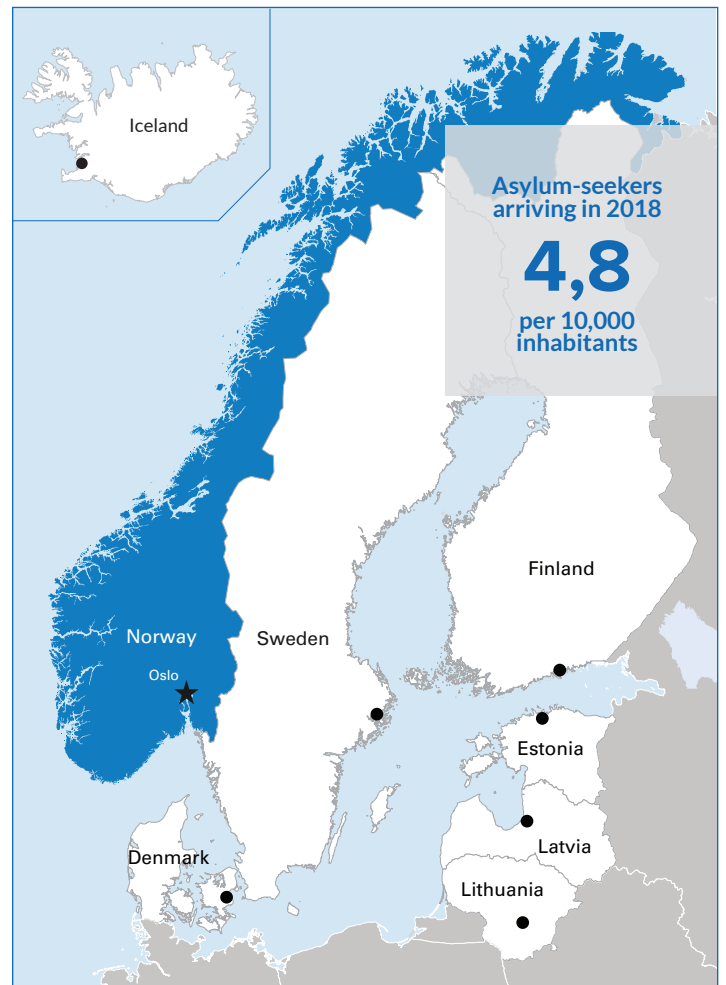 Iceland
Asylum-seekers
arriving in 2018
4,8
per 10,000
inhabitants
Finland
Norway
Sweden
Oslo
Estonia
Latvia
Denmark
Lithuania